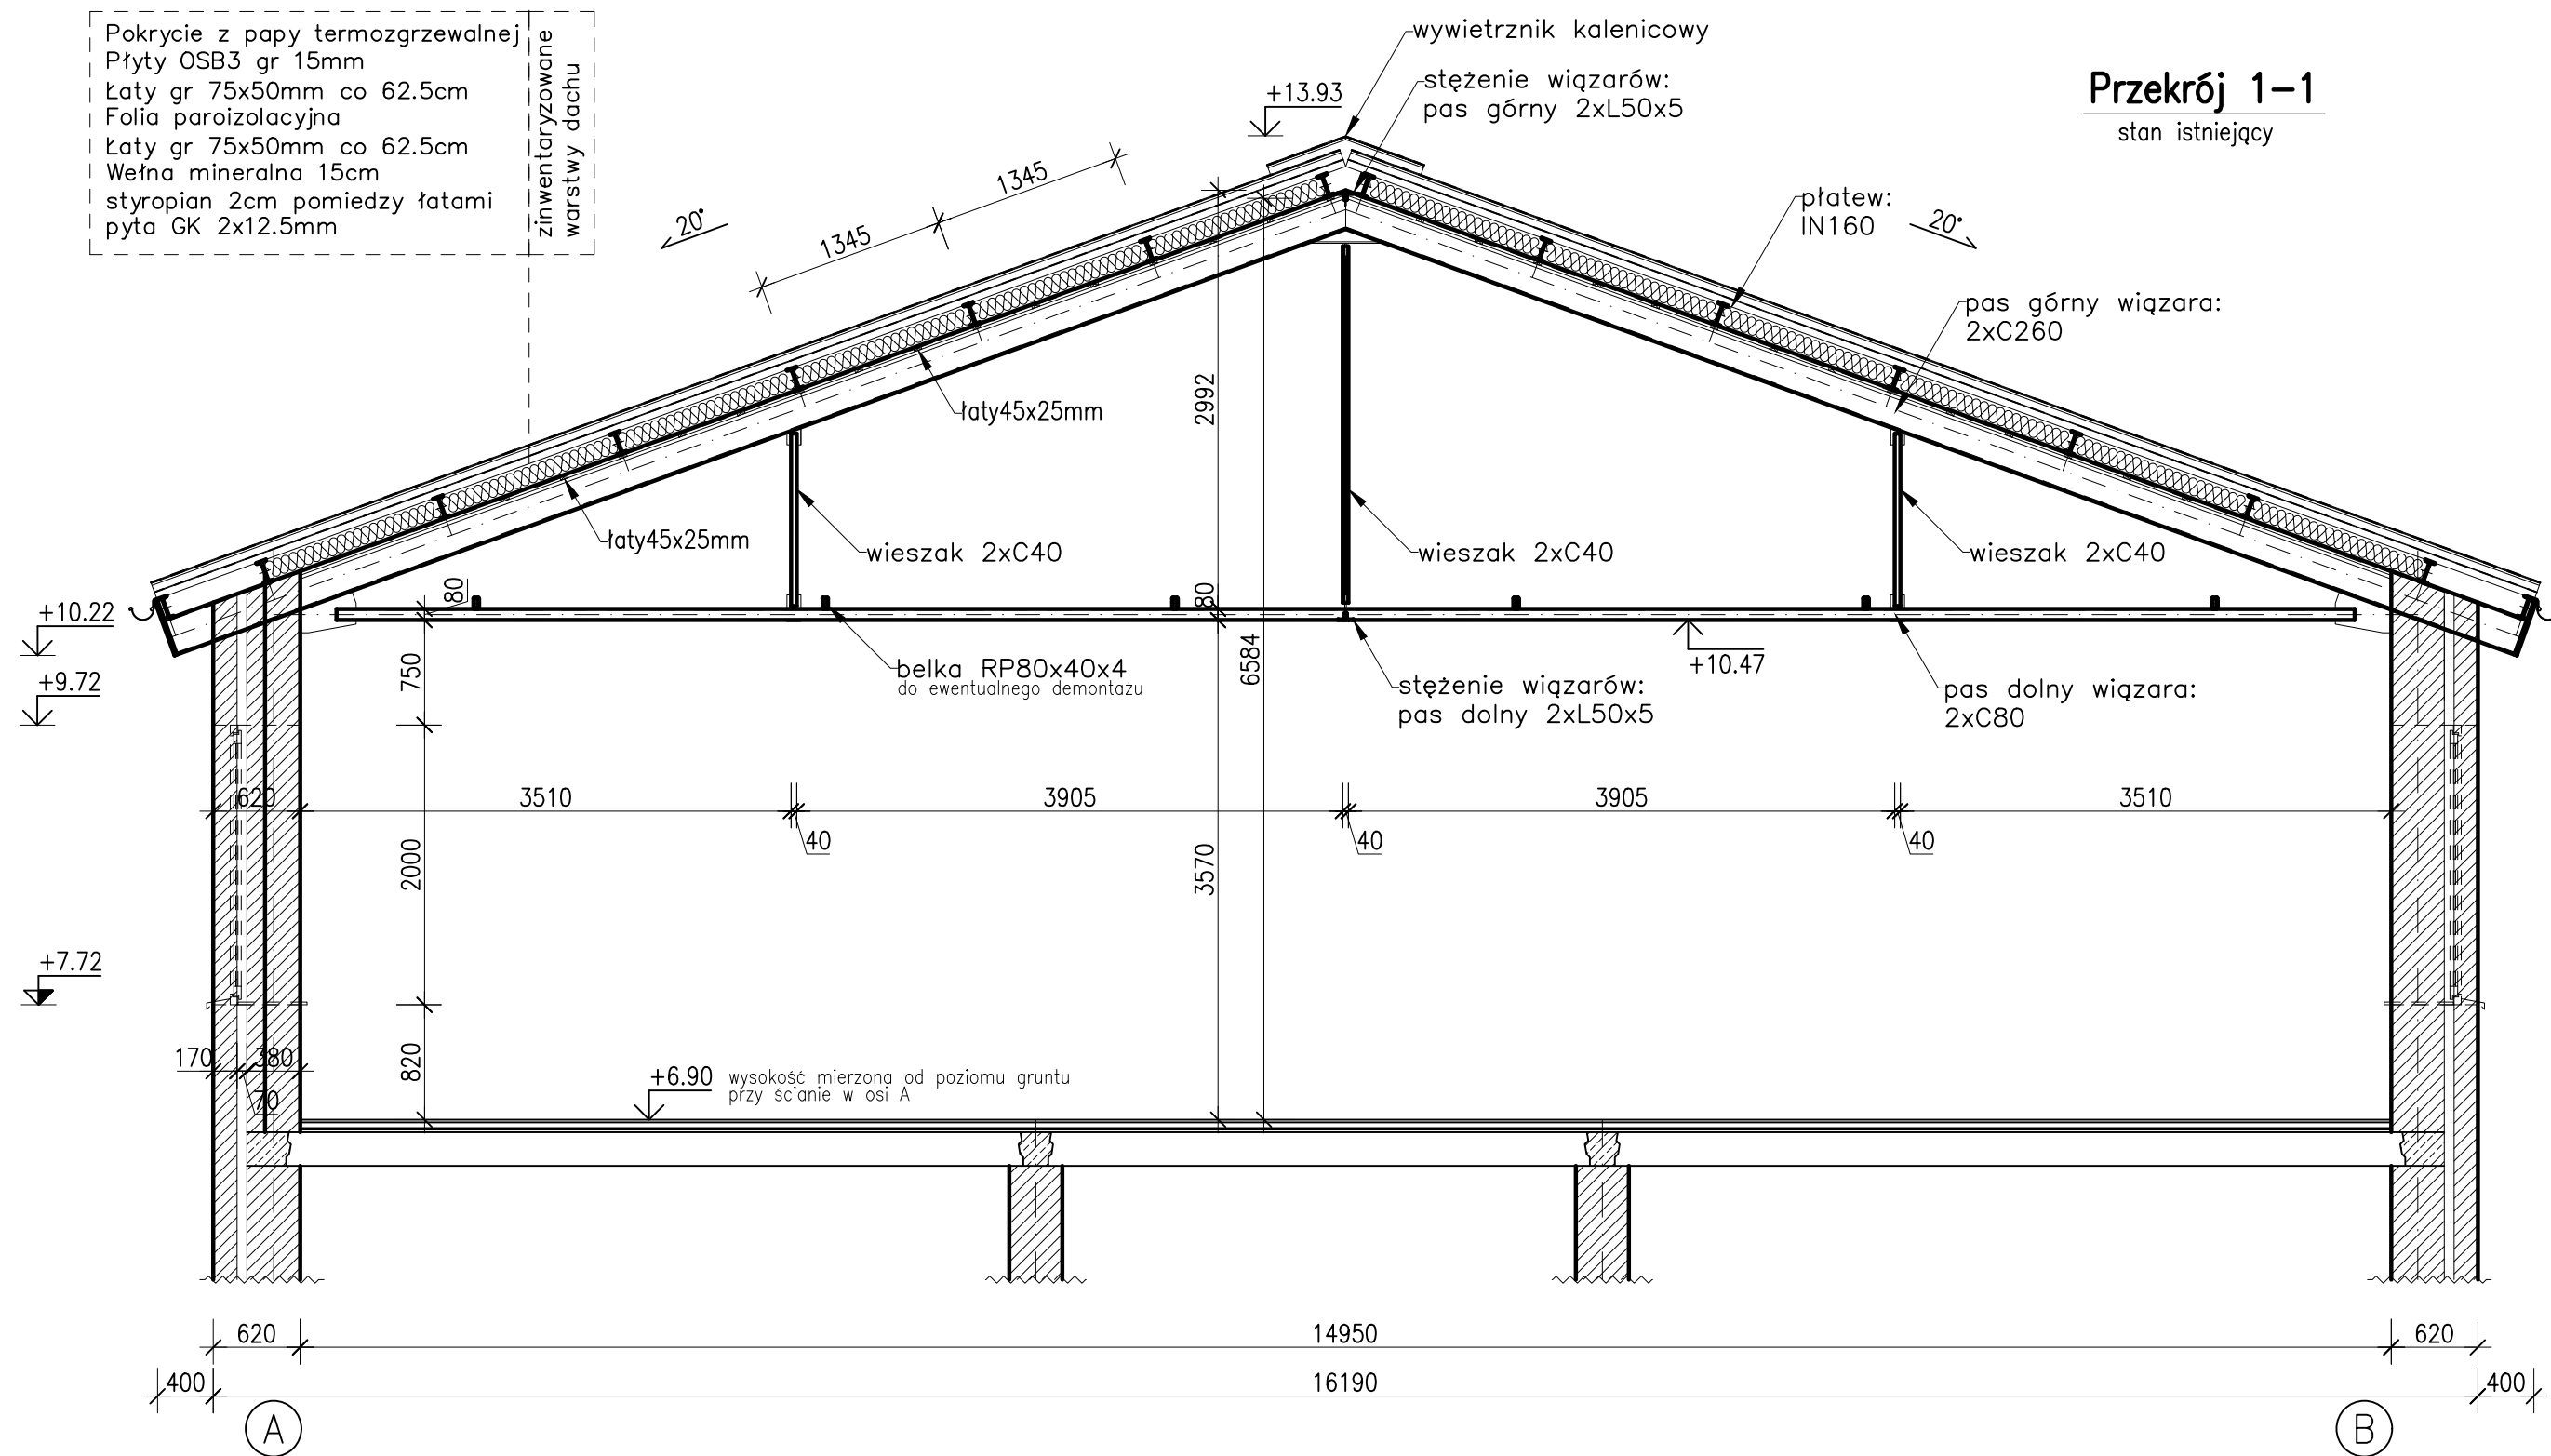 Pokrycie z papy termozgrzewalnej
Płyty OSB3 gr 15mm
Łaty gr 75x50mm co 62.5cm
Folia paroizolacyjna
Łaty gr 75x50mm co 62.5cm
Wełna mineralna 15cm
styropian 2cm pomiedzy łatami
pyta GK 2x12.5mm
zinwentaryzowane
warstwy dachu
wywietrznik kalenicowy
stężenie wiązarów:
pas górny 2xL50x5
+13.93
Przekrój 1-1
stan istniejący
1345
1345
20°
płatew:
IN160
20°
pas górny wiązara:
2xC260
2992
łaty45x25mm
łaty45x25mm
wieszak 2xC40
wieszak 2xC40
wieszak 2xC40
80
80
+10.22
+9.72
750
belka RP80x40x4
do ewentualnego demontażu
6584
stężenie wiązarów:
pas dolny 2xL50x5
+10.47
pas dolny wiązara:
2xC80
620
3510
3905
3905
3510
40
40
40
2000
3570
+7.72
170
380
70
820
+6.90
wysokość mierzona od poziomu gruntu
przy ścianie w osi A
620
14950
620
400
16190
400
A
B